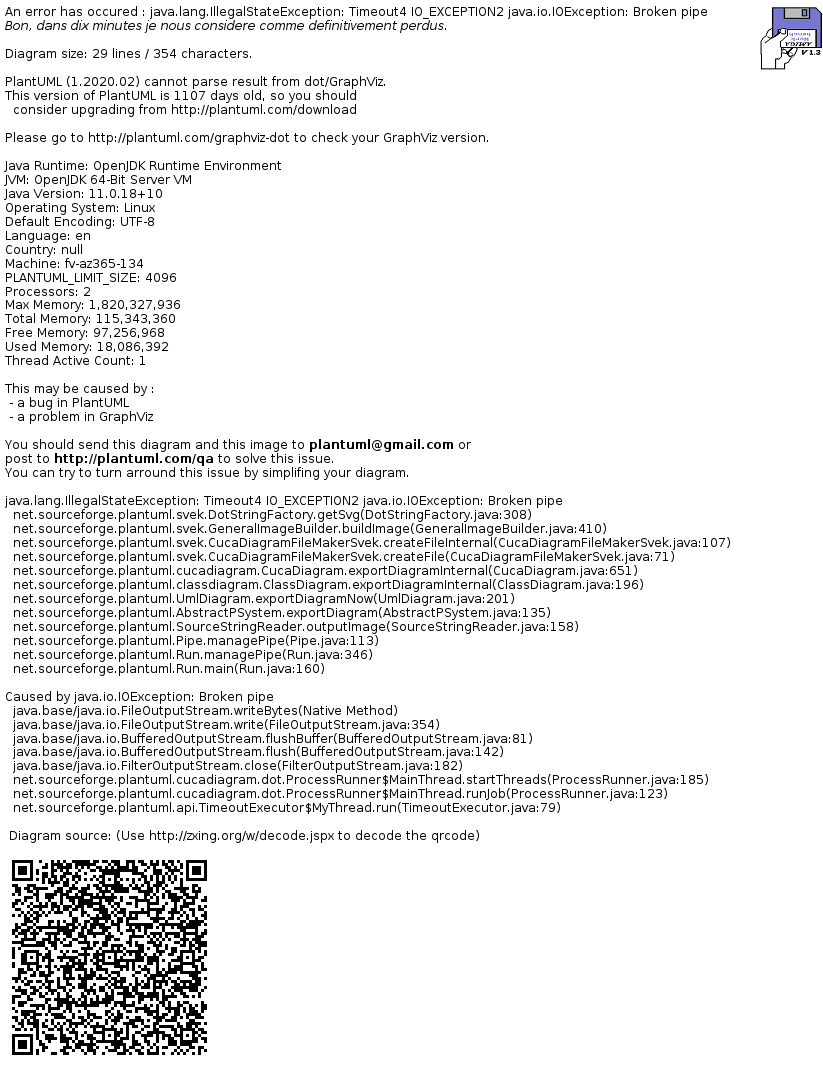 An error has occured : java.lang.IllegalStateException: Timeout4 IO_EXCEPTION2 java.io.IOException: Broken pipe
Bon, dans dix minutes je nous considere comme definitivement perdus.
Diagram size: 29 lines / 354 characters.
PlantUML (1.2020.02) cannot parse result from dot/GraphViz.
This version of PlantUML is 1107 days old, so you should
consider upgrading from http://plantuml.com/download
Please go to http://plantuml.com/graphviz-dot to check your GraphViz version.
Java Runtime: OpenJDK Runtime Environment
JVM: OpenJDK 64-Bit Server VM
Java Version: 11.0.18+10
Operating System: Linux
Default Encoding: UTF-8
Language: en
Country: null
Machine: fv-az365-134
PLANTUML_LIMIT_SIZE: 4096
Processors: 2
Max Memory: 1,820,327,936
Total Memory: 115,343,360
Free Memory: 97,256,968
Used Memory: 18,086,392
Thread Active Count: 1
This may be caused by :
- a bug in PlantUML
- a problem in GraphViz
You should send this diagram and this image to plantuml@gmail.com or
post to http://plantuml.com/qa to solve this issue.
You can try to turn arround this issue by simplifing your diagram.
java.lang.IllegalStateException: Timeout4 IO_EXCEPTION2 java.io.IOException: Broken pipe
net.sourceforge.plantuml.svek.DotStringFactory.getSvg(DotStringFactory.java:308)
net.sourceforge.plantuml.svek.GeneralImageBuilder.buildImage(GeneralImageBuilder.java:410)
net.sourceforge.plantuml.svek.CucaDiagramFileMakerSvek.createFileInternal(CucaDiagramFileMakerSvek.java:107)
net.sourceforge.plantuml.svek.CucaDiagramFileMakerSvek.createFile(CucaDiagramFileMakerSvek.java:71)
net.sourceforge.plantuml.cucadiagram.CucaDiagram.exportDiagramInternal(CucaDiagram.java:651)
net.sourceforge.plantuml.classdiagram.ClassDiagram.exportDiagramInternal(ClassDiagram.java:196)
net.sourceforge.plantuml.UmlDiagram.exportDiagramNow(UmlDiagram.java:201)
net.sourceforge.plantuml.AbstractPSystem.exportDiagram(AbstractPSystem.java:135)
net.sourceforge.plantuml.SourceStringReader.outputImage(SourceStringReader.java:158)
net.sourceforge.plantuml.Pipe.managePipe(Pipe.java:113)
net.sourceforge.plantuml.Run.managePipe(Run.java:346)
net.sourceforge.plantuml.Run.main(Run.java:160)
Caused by java.io.IOException: Broken pipe
java.base/java.io.FileOutputStream.writeBytes(Native Method)
java.base/java.io.FileOutputStream.write(FileOutputStream.java:354)
java.base/java.io.BufferedOutputStream.flushBuffer(BufferedOutputStream.java:81)
java.base/java.io.BufferedOutputStream.flush(BufferedOutputStream.java:142)
java.base/java.io.FilterOutputStream.close(FilterOutputStream.java:182)
net.sourceforge.plantuml.cucadiagram.dot.ProcessRunner$MainThread.startThreads(ProcessRunner.java:185)
net.sourceforge.plantuml.cucadiagram.dot.ProcessRunner$MainThread.runJob(ProcessRunner.java:123)
net.sourceforge.plantuml.api.TimeoutExecutor$MyThread.run(TimeoutExecutor.java:79)
Diagram source: (Use http://zxing.org/w/decode.jspx to decode the qrcode)
AMIGA
V 1.3